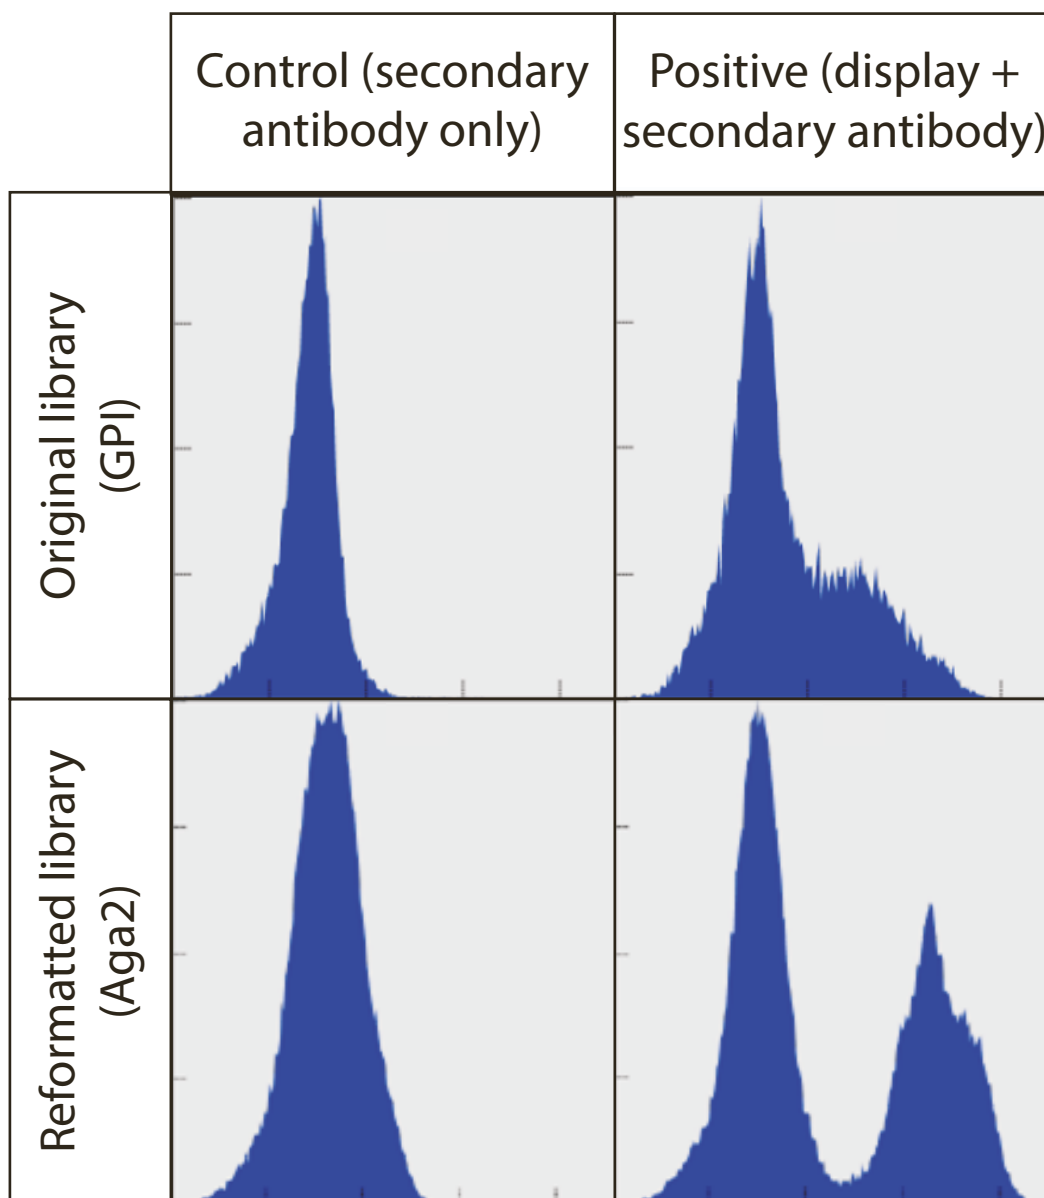 Control (secondary
antibody only)
Positive (display +
secondary antibody)
Original library
(GPI)
Reformatted library
(Aga2)